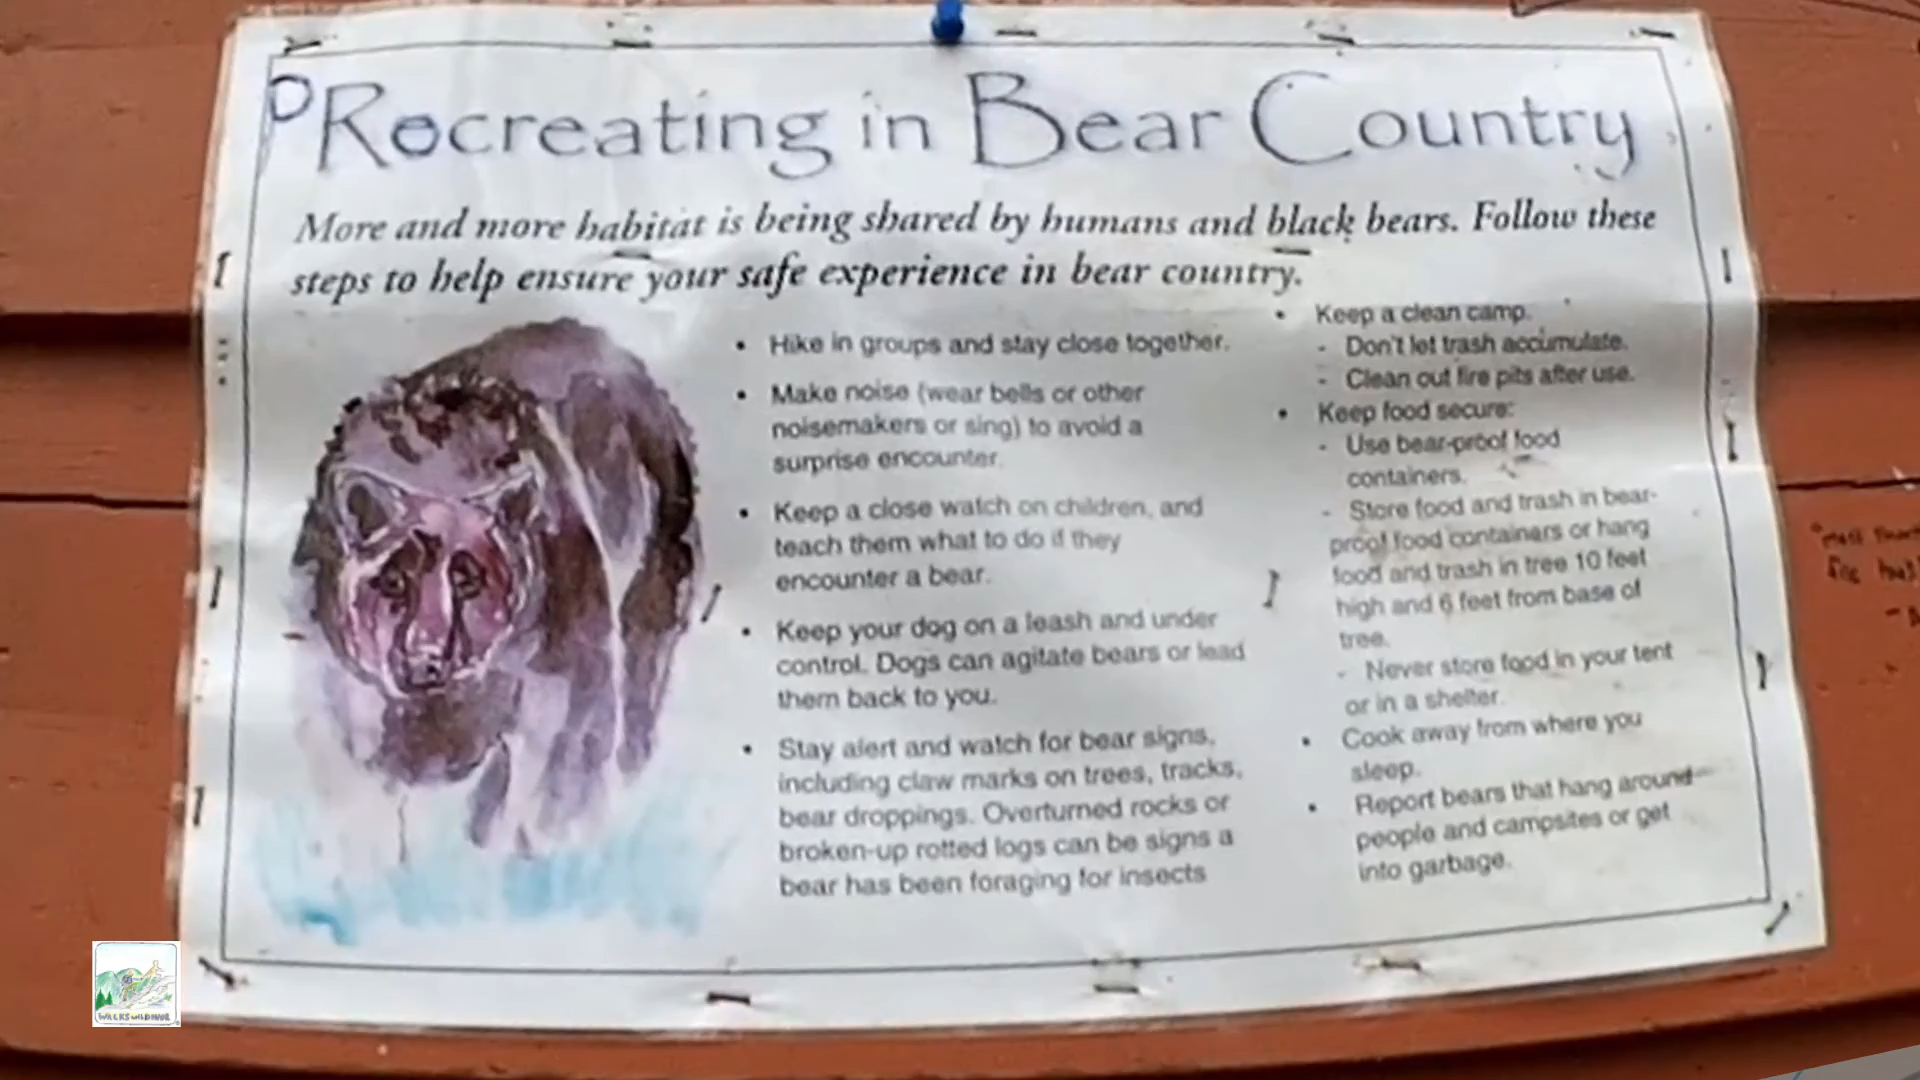 PRocreating in Bear Country
More and more habitat is being shared by humans and black bears. Follow these
steps to help ensure your safe experience in bear country.
• Hike in groups and stay close together.
• Make noise (wear bells or other
noisemakers or sing) to avoid a
surprise encounter.
• Keep a close watch on children, and
teach them what to do if they
encounter a bear.
• Keep your dog on a leash and under
control. Dogs can agitate bears or lead
them back to you.
• Stay alert and watch for bear signs,
including claw marks on trees, tracks,
bear droppings. Overturned rocks or
broken-up rotted logs can be signs a
bear has been foraging for insects
• Keep a clean camp.
- Don't let trash accumulate.
- Clean out fire pits after use.
• Keep food secure:
- Use bear-proof food
containers.
- Store food and trash in bear-
proof food containers or hang
food and trash in tree 10 feet
high and 6 feet from base of
tree.
- Never store food in your tent
or in a shelter.
• Cook away from where you
sleep.
• Report bears that hang around
people and campsites or get
into garbage.